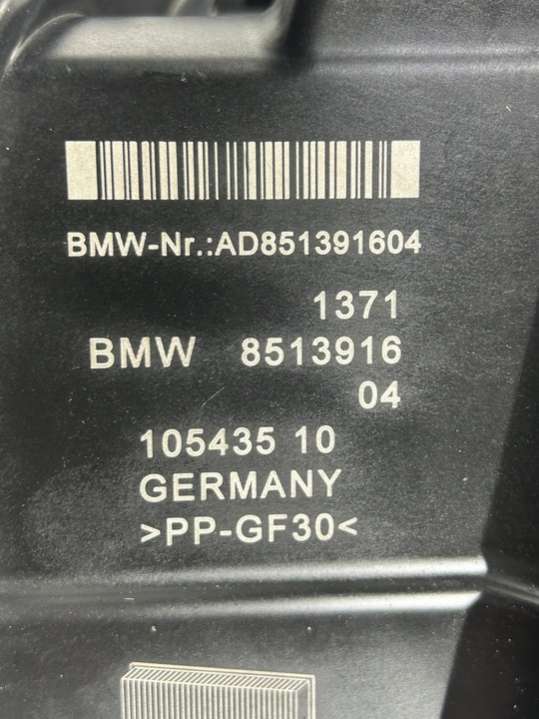 BMW-Nr.:AD851391604
1371
BMW 8513916
04
105435 10
GERMANY
>PP-GF30<